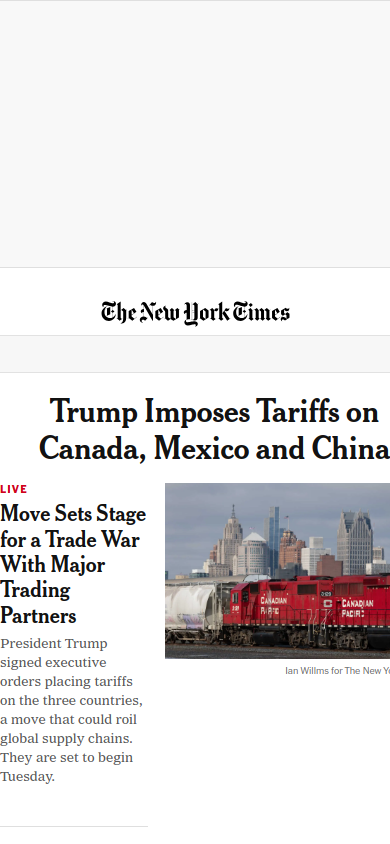 The New York Times
Trump Imposes Tariffs on
Canada, Mexico and China
LIVE
Move Sets Stage
for a Trade War
With Major
Trading
Partners
President Trump
signed executive
orders placing tariffs
on the three countries,
a move that could roil
global supply chains.
They are set to begin
Tuesday.
CANADIAN
PACIFIC
CANADIAN
PACIFIC
Ian Willms for The New Yo